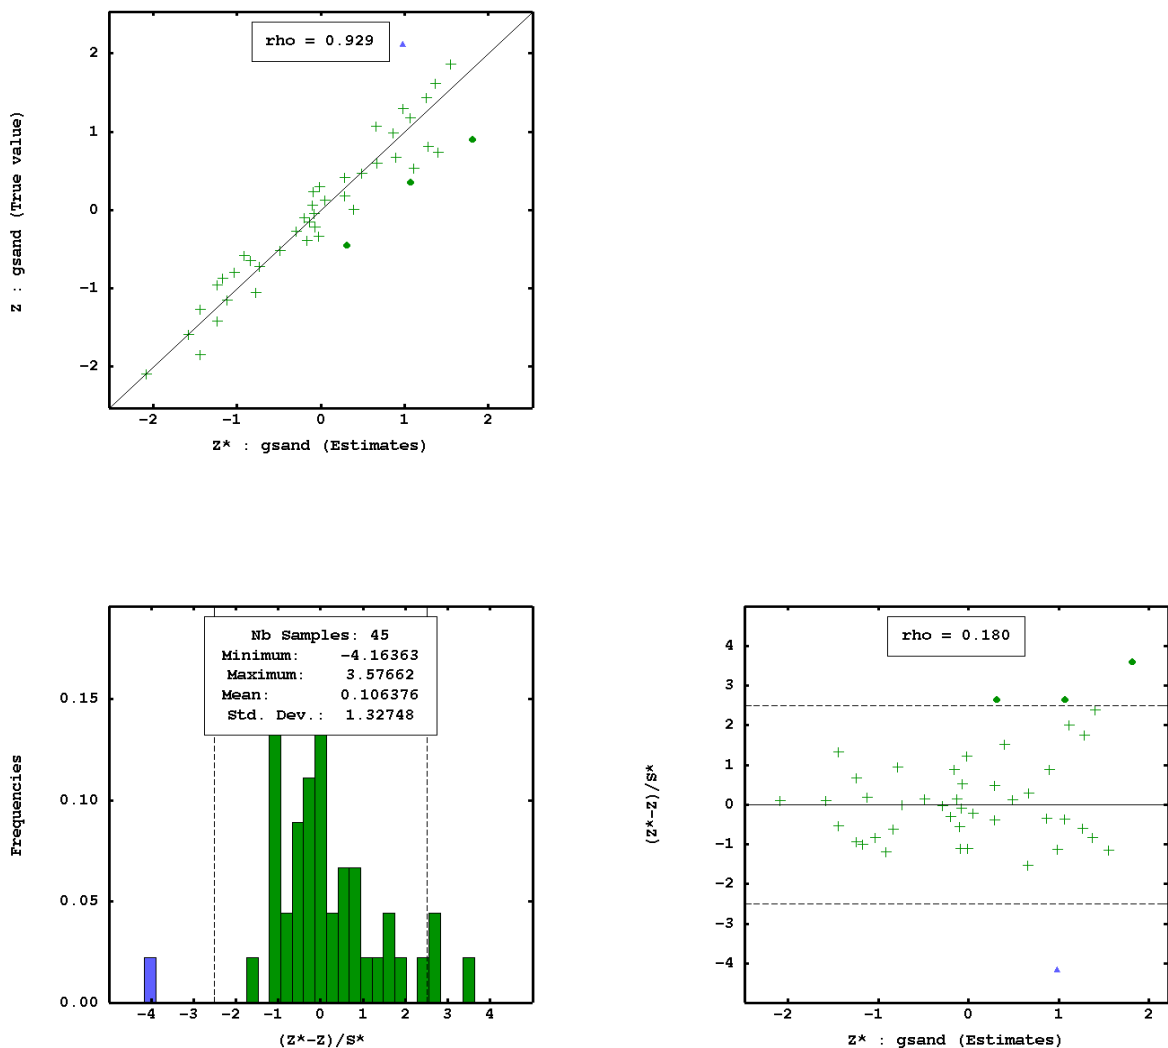 rho = 0.929
2
1
0
−1
−2
Z : gsand (True value)
−2 −1 0 1 2
Z* : gsand (Estimates)
Nb Samples: 45
Minimum: −4.16363
Maximum: 3.57662
Mean: 0.106376
Std. Dev.: 1.32748
0.15
0.10
0.05
0.00
Frequencies
−4 −3 −2 −1 0 1 2 3 4
(Z*−Z)/S*
rho = 0.180
4
3
2
1
0
−1
−2
−3
−4
(Z*−Z)/S*
−2 −1 0 1 2
Z* : gsand (Estimates)